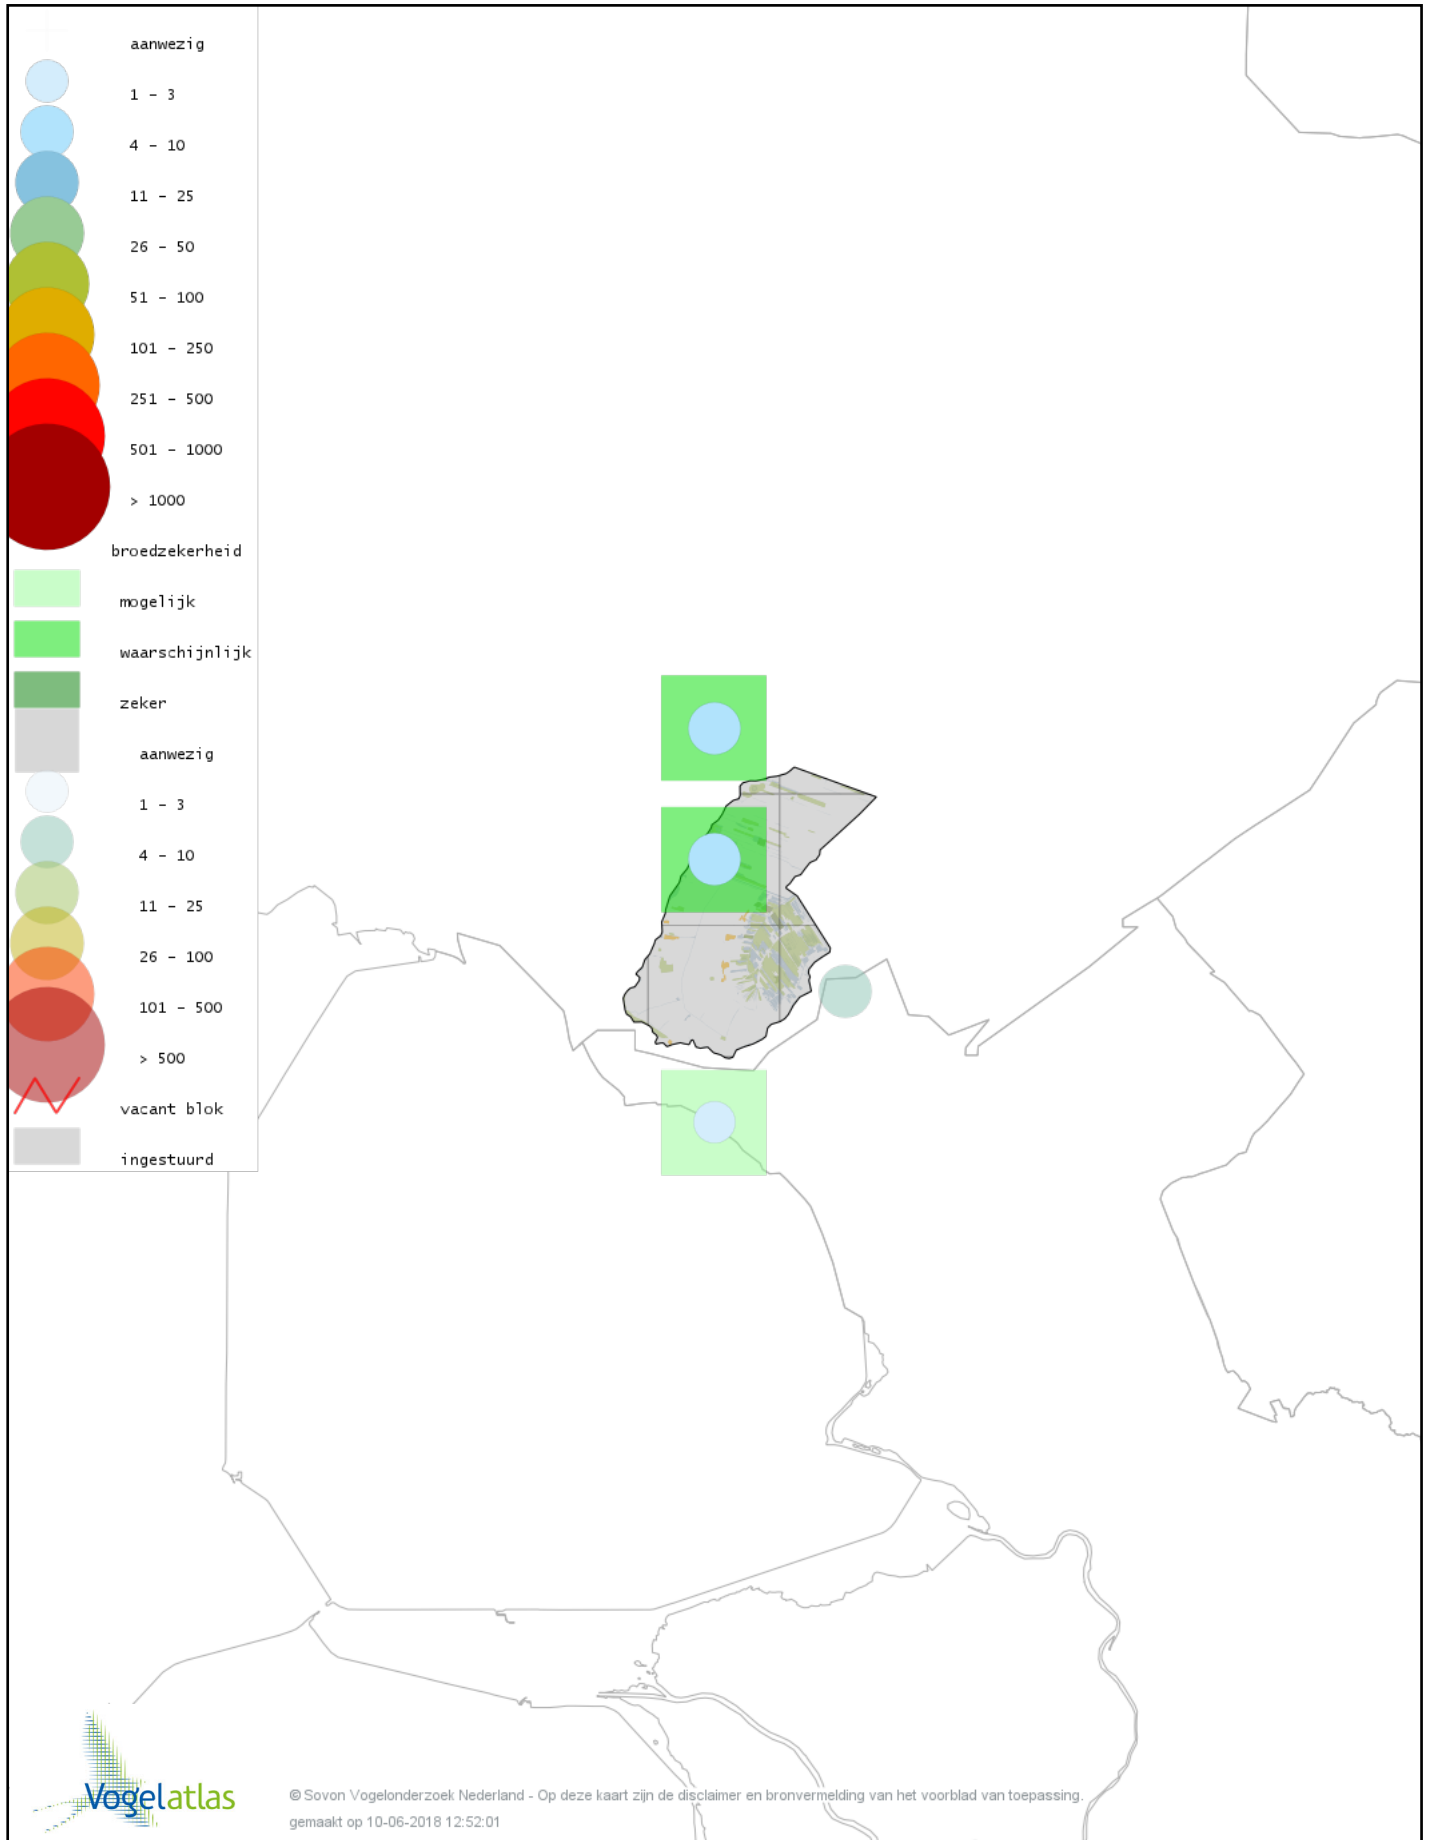 aanwezig
1 - 3
4 - 10
11 - 25
26 - 50
51 - 100
101 - 250
251 - 500
501 - 1000
> 1000
broedzekerheid
mogelijk
waarschijnlijk
zeker
aanwezig
1 - 3
4 - 10
11 - 25
26 - 100
101 - 500
> 500
vacant blok
ingestuurd
Vogelatlas
© Sovon Vogelonderzoek Nederland - Op deze kaart zijn de disclaimer en bronvermelding van het voorblad van toepassing.
gemaakt op 10-06-2018 12:52:01